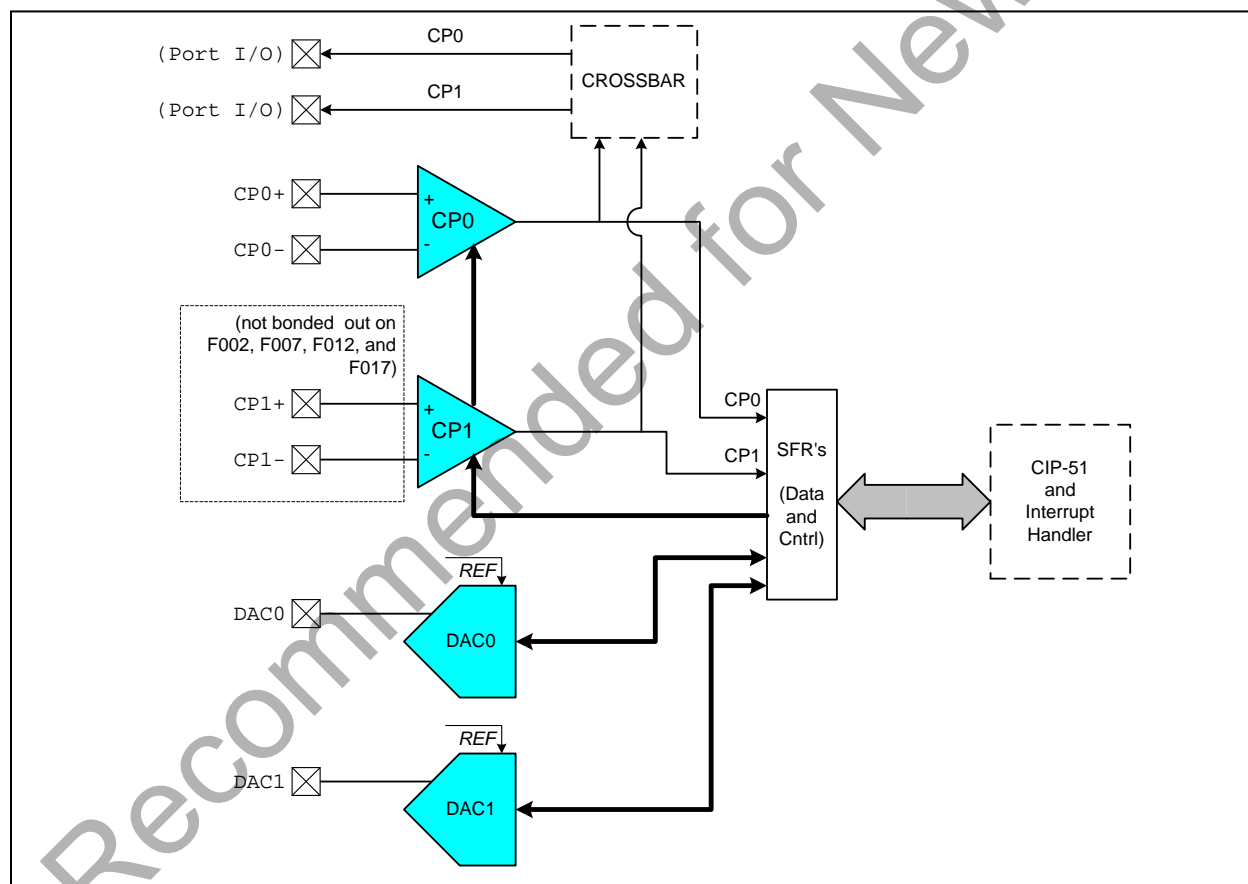 (Port I/O)
CP0
(Port I/O)
CP1
CROSSBAR
CP0+
CP0-
+
-
CP0
(not bonded out on
F002, F007, F012, and
F017)
CP1+
CP1-
+
-
CP1
CP0
CP1
SFR's
(Data
and
Cntrl)
CIP-51
and
Interrupt
Handler
REF
DAC0
DAC0
REF
DAC1
DAC1
Recommended for New